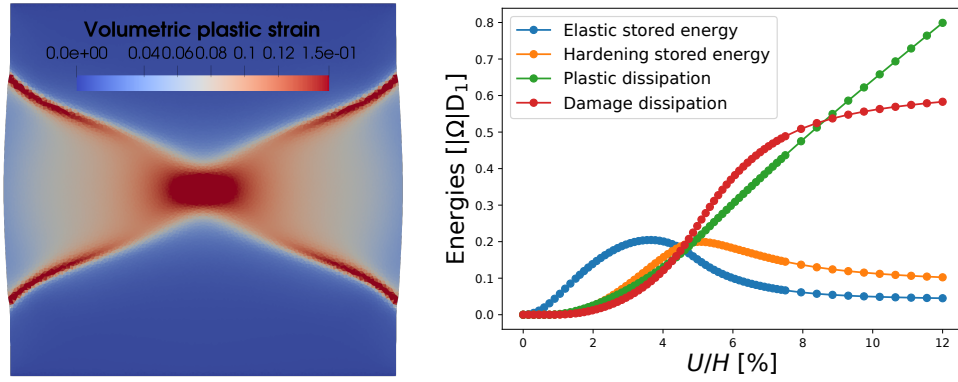 Volumetric plastic strain
0.0e+00 0.04 0.06 0.08 0.1 0.12 1.5e-01
Energies [|Ω|D₁]
0.8
0.7
0.6
0.5
0.4
0.3
0.2
0.1
0.0
Elastic stored energy
Hardening stored energy
Plastic dissipation
Damage dissipation
0 2 4 6 8 10 12
U/H [%]